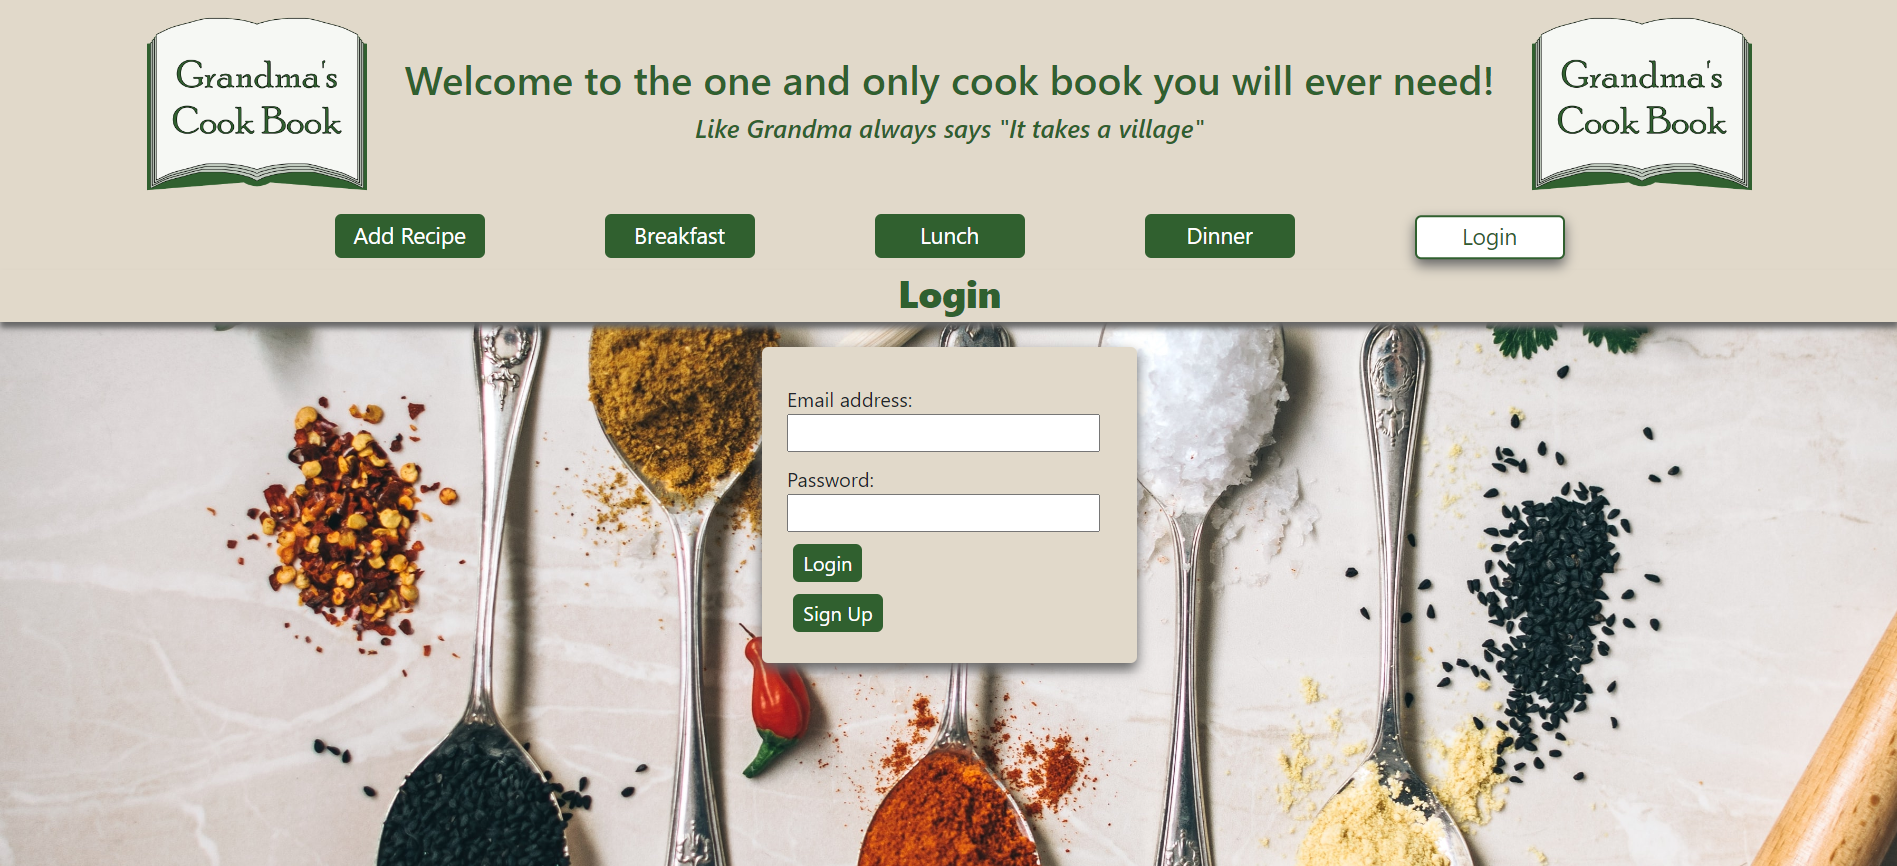 Grandma's
Cook Book
Welcome to the one and only cook book you will ever need!
Like Grandma always says "It takes a village"
Grandma's
Cook Book
Add Recipe
Breakfast
Lunch
Dinner
Login
Login
Email address:
Password:
Login
Sign Up